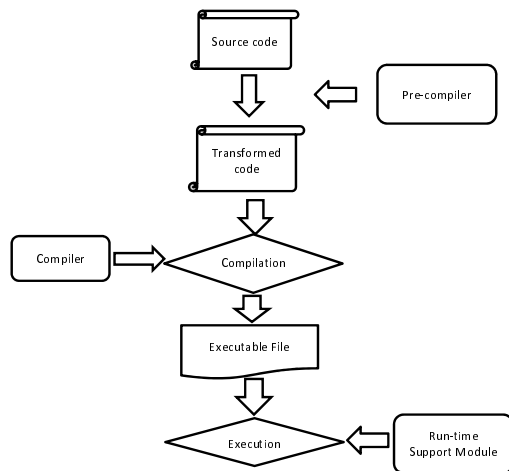 Source code
Pre-compiler
Transformed
code
Compiler
Compilation
Executable File
Execution
Run-time
Support Module